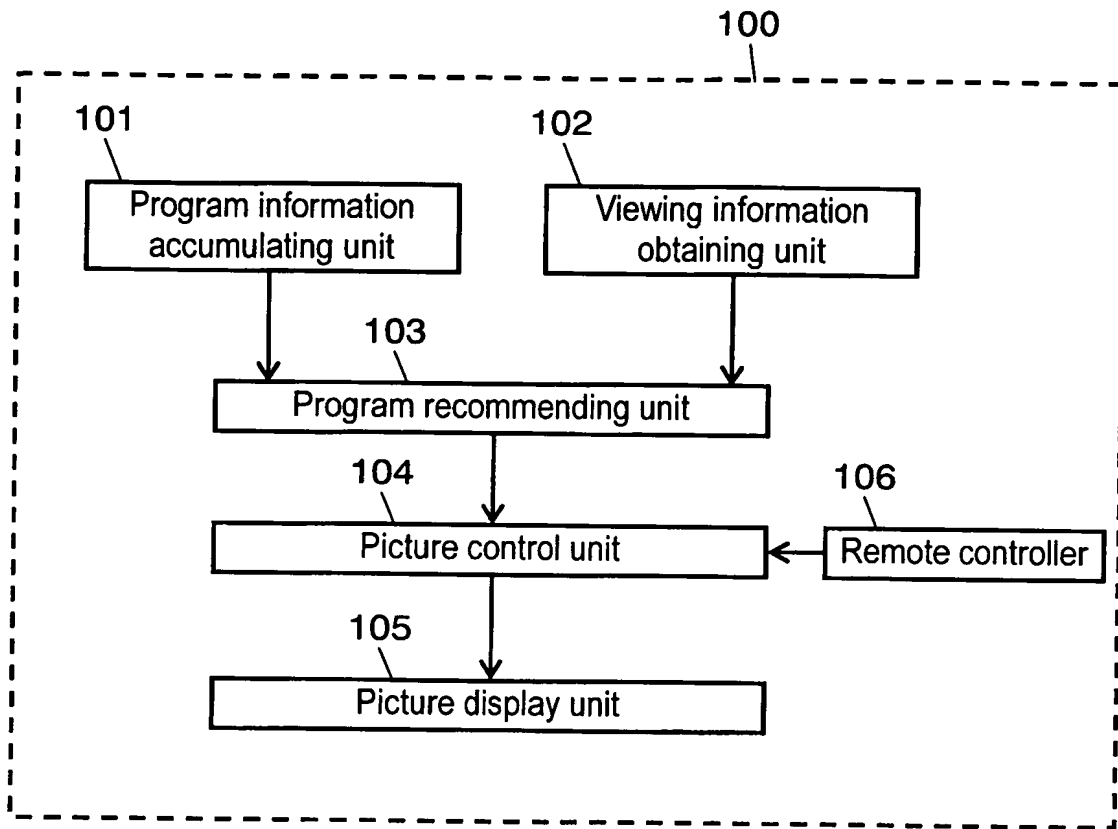 100
101
102
Program information
accumulating unit
Viewing information
obtaining unit
103
Program recommending unit
104
106
Picture control unit
Remote controller
105
Picture display unit